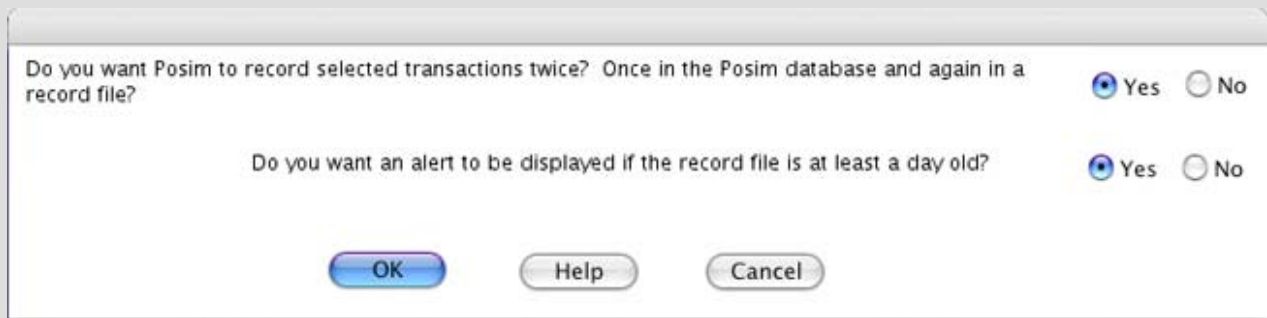 Do you want Posim to record selected transactions twice?  Once in the Posim database and again in a
record file?
Yes No
Do you want an alert to be displayed if the record file is at least a day old?
Yes No
OK Help Cancel